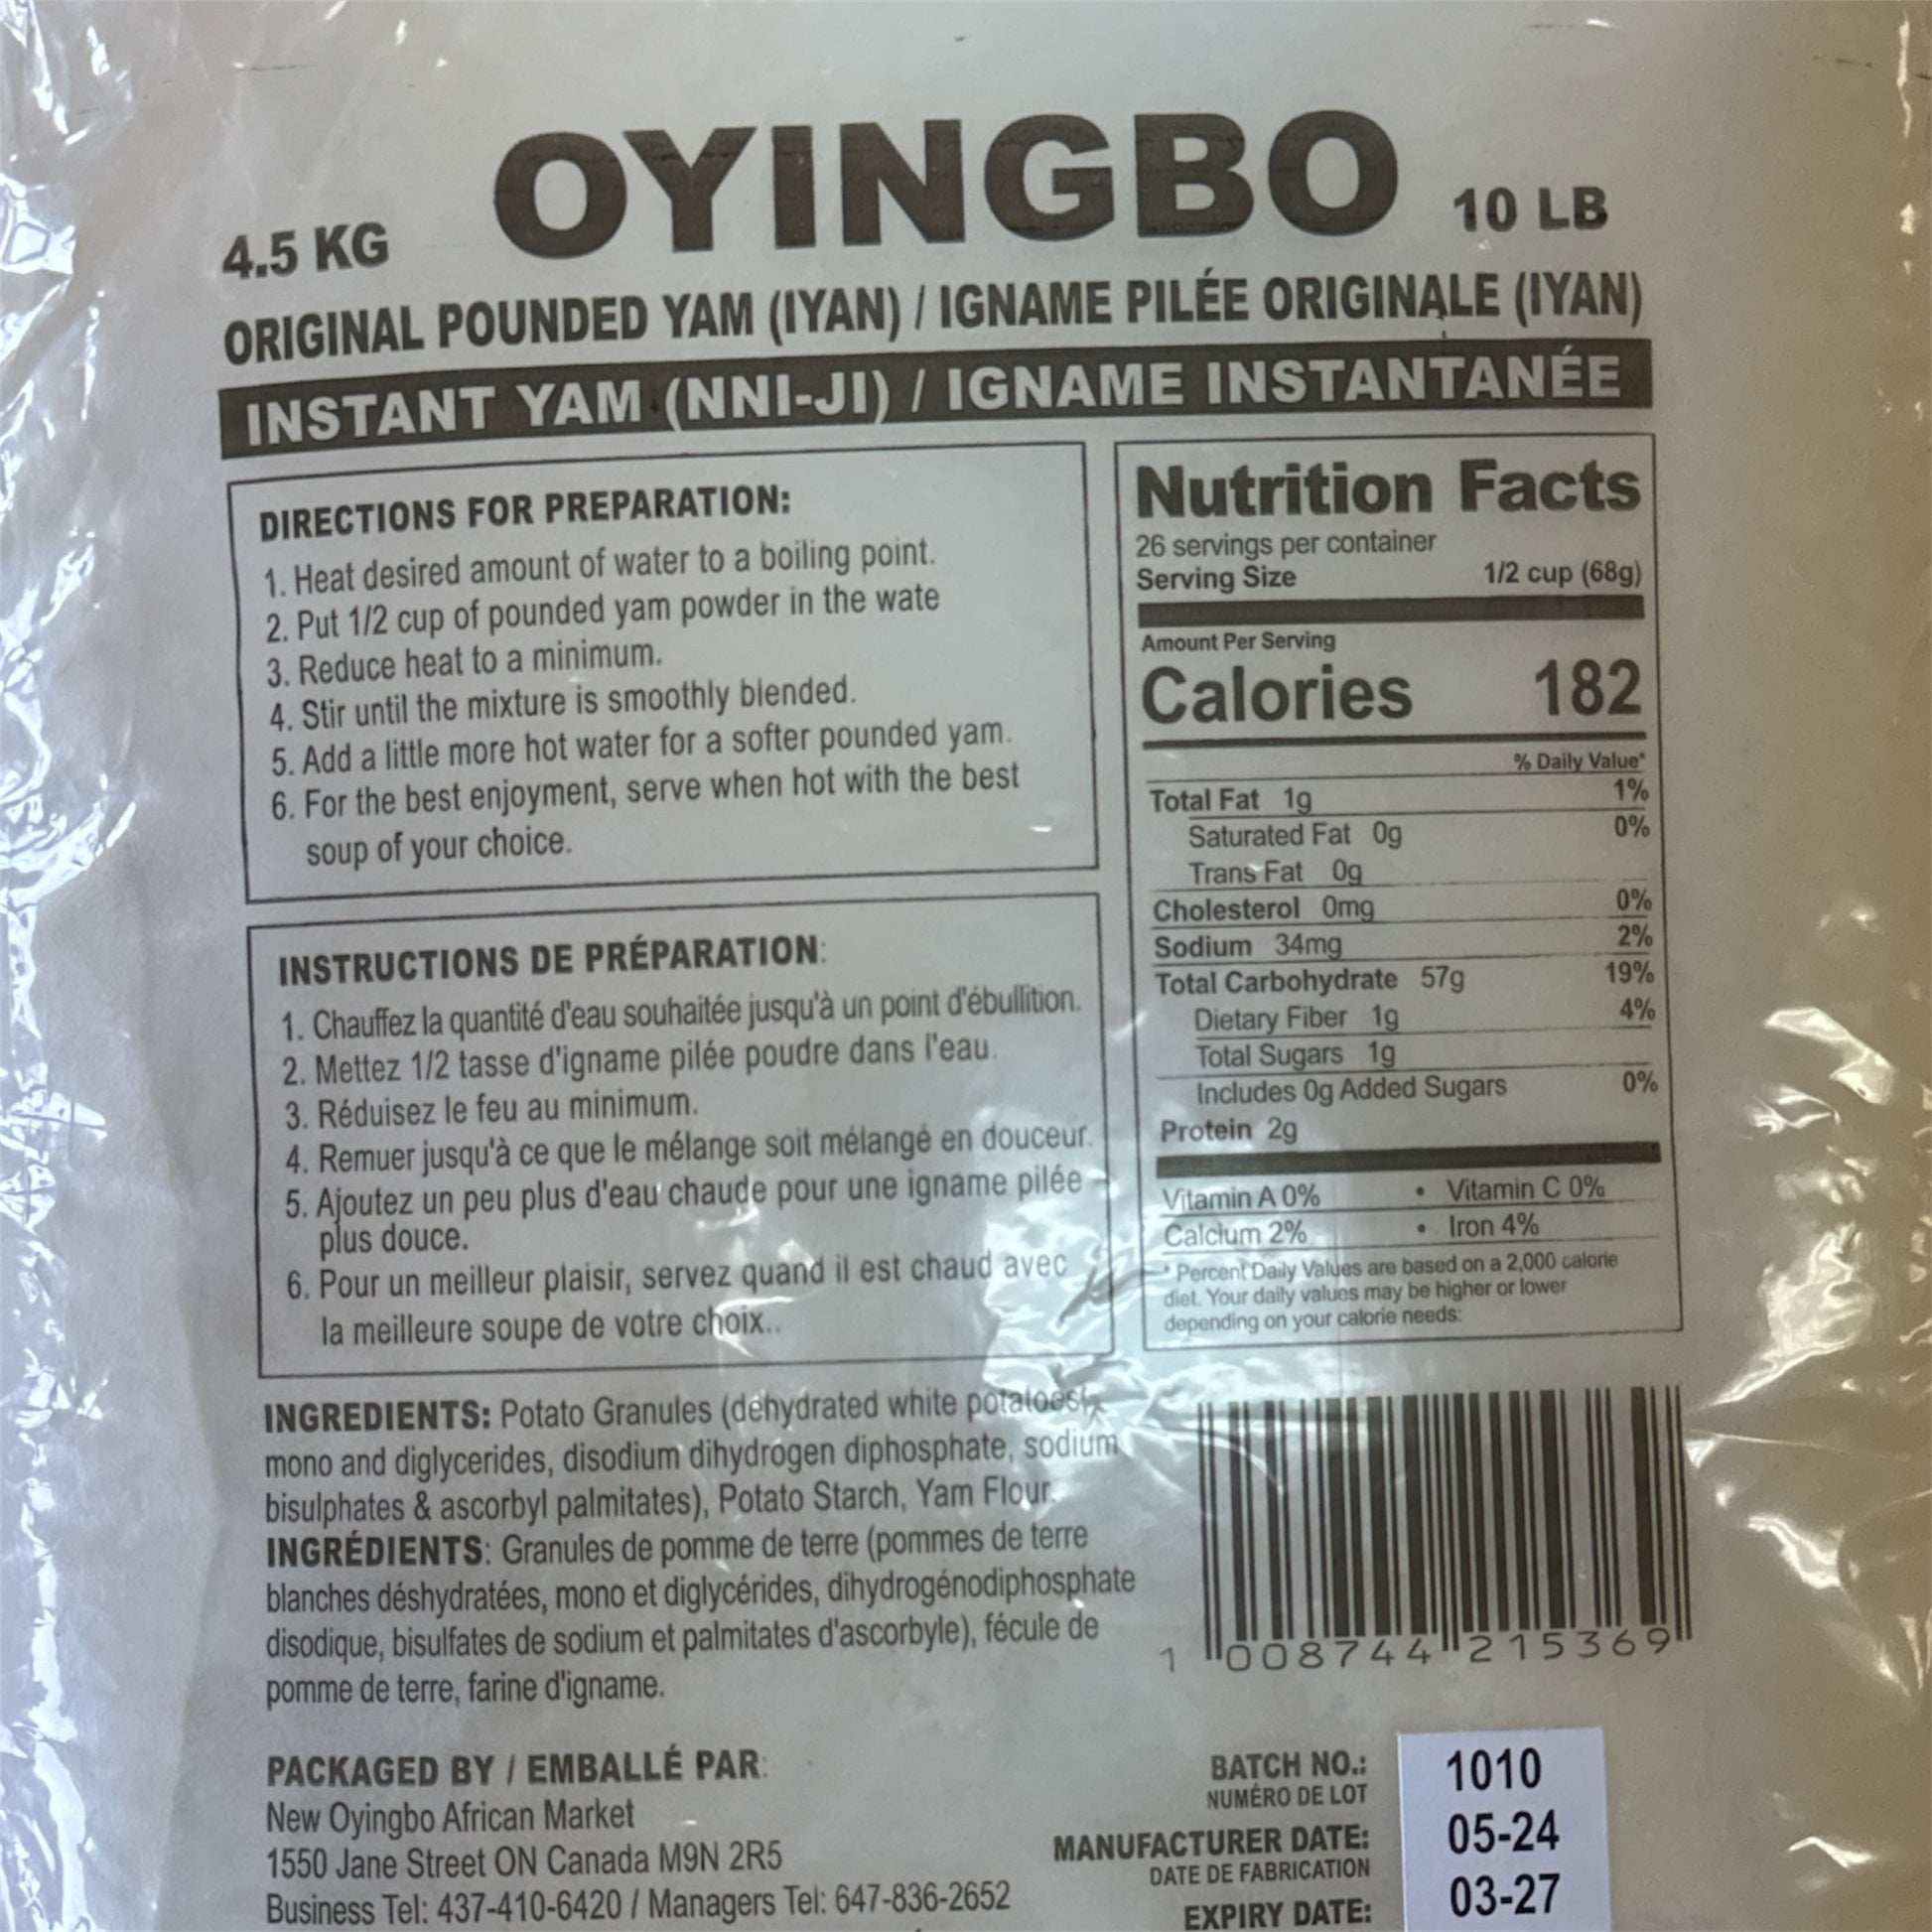 OYINGBO
4.5 KG
10 LB
ORIGINAL POUNDED YAM (IYAN) / IGNAME PILÉE ORIGINALE (IYAN)
INSTANT YAM (NNI-JI) / IGNAME INSTANTANÉE
DIRECTIONS FOR PREPARATION:
1. Heat desired amount of water to a boiling point.
2. Put 1/2 cup of pounded yam powder in the wate
3. Reduce heat to a minimum.
4. Stir until the mixture is smoothly blended.
5. Add a little more hot water for a softer pounded yam.
6. For the best enjoyment, serve when hot with the best
soup of your choice.
INSTRUCTIONS DE PRÉPARATION:
1. Chauffez la quantité d'eau souhaitée jusqu'à un point d'ébullition.
2. Mettez 1/2 tasse d'igname pilée poudre dans l'eau.
3. Réduisez le feu au minimum.
4. Remuer jusqu'à ce que le mélange soit mélangé en douceur.
5. Ajoutez un peu plus d'eau chaude pour une igname pilée
plus douce.
6. Pour un meilleur plaisir, servez quand il est chaud avec
la meilleure soupe de votre choix..
Nutrition Facts
26 servings per container
Serving Size 1/2 cup (68g)
Amount Per Serving
Calories 182
% Daily Value*
Total Fat 1g 1%
Saturated Fat 0g 0%
Trans Fat 0g
Cholesterol 0mg 0%
Sodium 34mg 2%
Total Carbohydrate 57g 19%
Dietary Fiber 1g 4%
Total Sugars 1g
Includes 0g Added Sugars 0%
Protein 2g
Vitamin A 0% • Vitamin C 0%
Calcium 2% • Iron 4%
* Percent Daily Values are based on a 2,000 calorie
diet. Your daily values may be higher or lower
depending on your calorie needs:
INGREDIENTS: Potato Granules (dehydrated white potatoes),
mono and diglycerides, disodium dihydrogen diphosphate, sodium
bisulphates & ascorbyl palmitates), Potato Starch, Yam Flour.
INGRÉDIENTS: Granules de pomme de terre (pommes de terre
blanches déshydratées, mono et diglycérides, dihydrogénodiphosphate
disodique, bisulfates de sodium et palmitates d'ascorbyle), fécule de
pomme de terre, farine d'igname.
1 008744 215369
PACKAGED BY / EMBALLÉ PAR:
New Oyingbo African Market
1550 Jane Street ON Canada M9N 2R5
Business Tel: 437-410-6420 / Managers Tel: 647-836-2652
BATCH NO.: 1010
NUMÉRO DE LOT
MANUFACTURER DATE: 05-24
DATE DE FABRICATION
EXPIRY DATE: 03-27